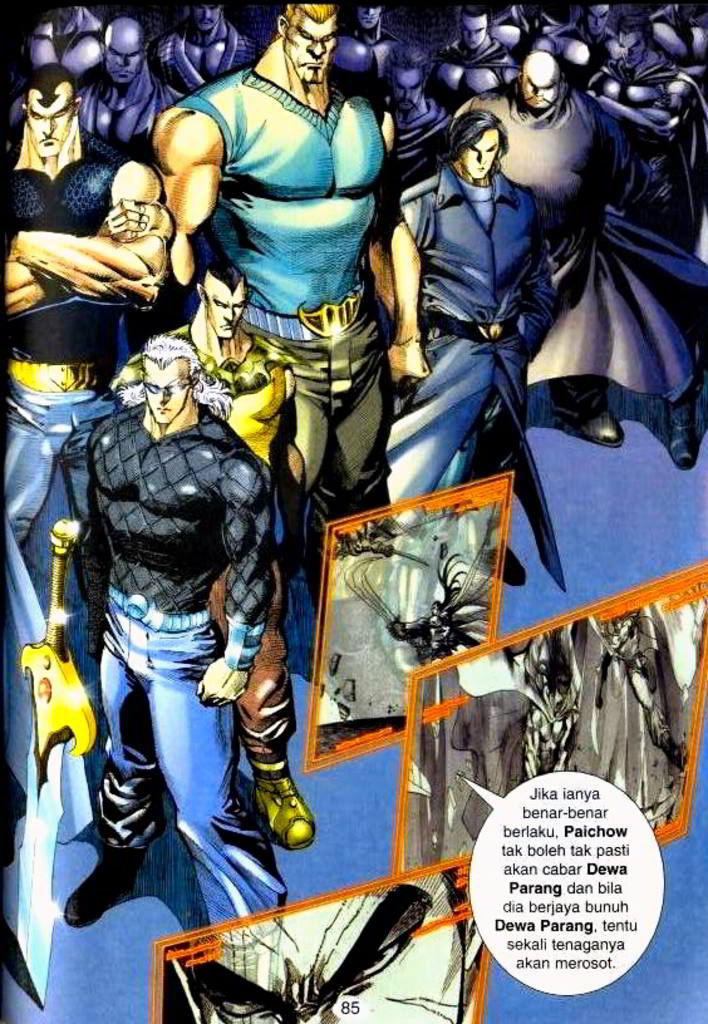 Jika ianya
benar-benar
berlaku, Paichow
tak boleh tak pasti
akan cabar Dewa
Parang dan bila
dia berjaya bunuh
Dewa Parang, tentu
sekali tenaganya
akan merosot.
85